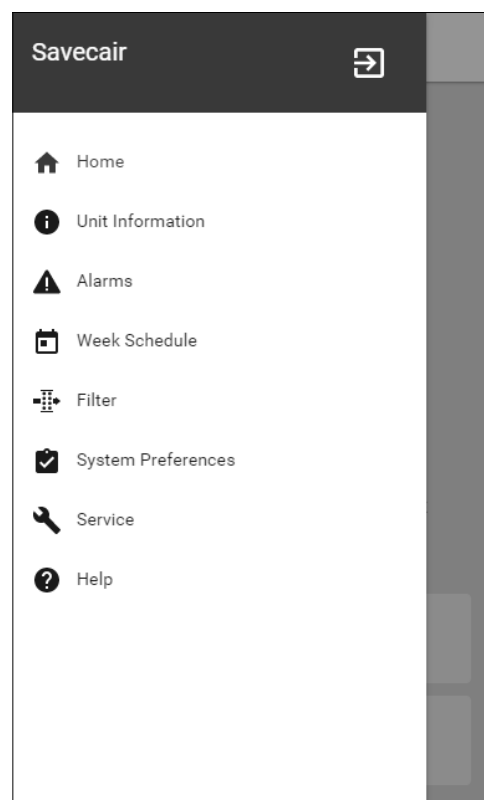 Savecair
Home
Unit Information
Alarms
Week Schedule
Filter
System Preferences
Service
Help